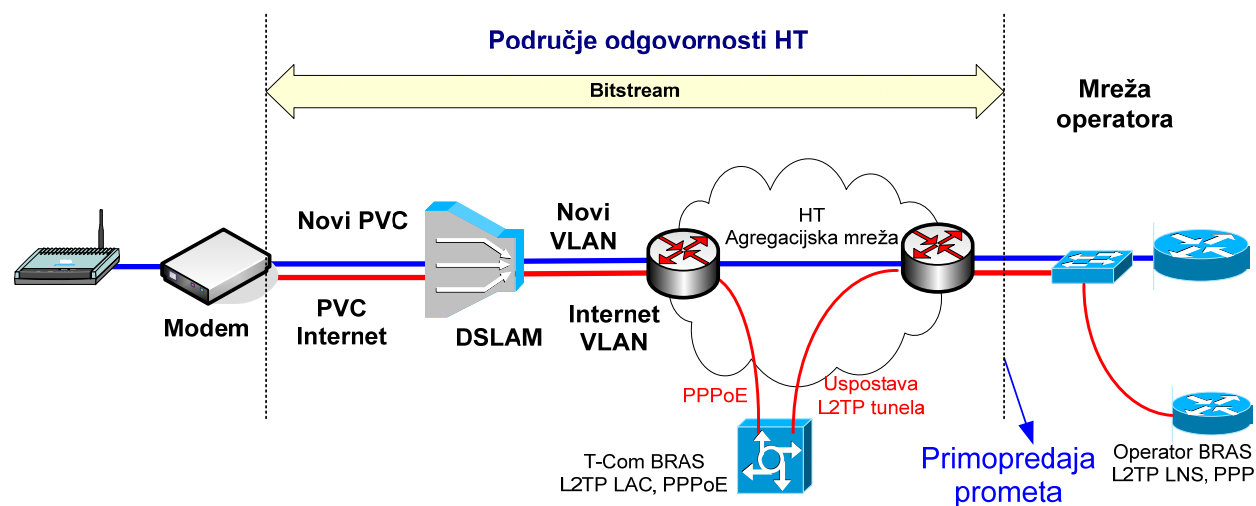 Područje odgovornosti HT
Bitstream
Mreža
operatora
Novi PVC
Novi
VLAN
HT
Agregacijska mreža
Modem
PVC
Internet
DSLAM
Internet
VLAN
PPPoE
Uspostava
L2TP tunela
T-Com BRAS
L2TP LAC, PPPoE
Primopredaja
prometa
Operator BRAS
L2TP LNS, PPP